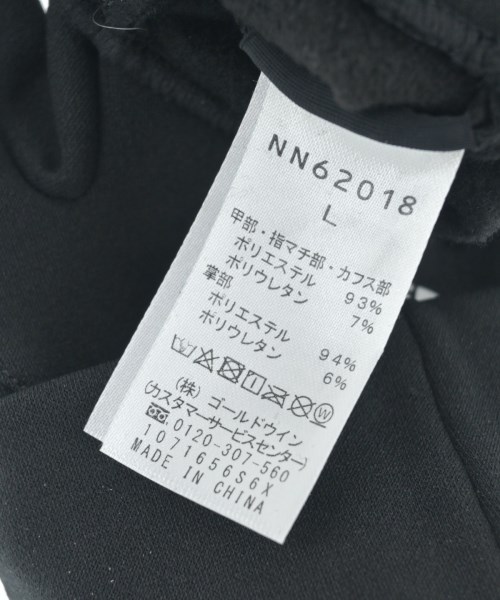 NN62018
L
甲部・指マチ部・カフス部
ポリエステル 93%
ポリウレタン 7%
掌部
ポリエステル 94%
ポリウレタン 6%
(株)ゴールドウイン
(カスタマーサービスセンター)
0120-307-560
1071656S6X
MADE IN CHINA